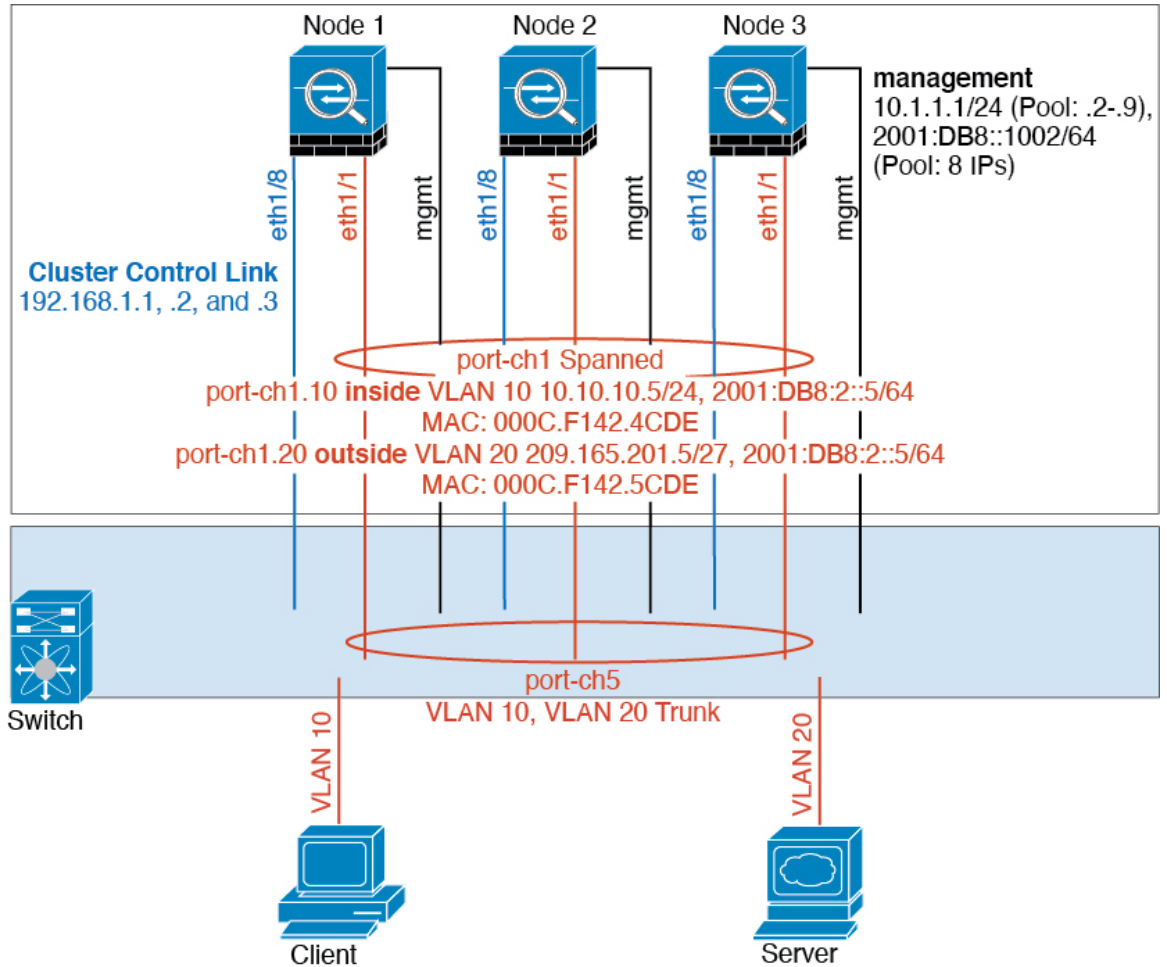 Node 1
Node 2
Node 3
management
10.1.1.1/24 (Pool: .2-.9),
2001:DB8::1002/64
(Pool: 8 IPs)
eth1/8
eth1/1
mgmt
eth1/8
eth1/1
mgmt
eth1/8
eth1/1
mgmt
Cluster Control Link
192.168.1.1, .2, and .3
port-ch1 Spanned
port-ch1.10 inside VLAN 10 10.10.10.5/24, 2001:DB8:2::5/64
MAC: 000C.F142.4CDE
port-ch1.20 outside VLAN 20 209.165.201.5/27, 2001:DB8:2::5/64
MAC: 000C.F142.5CDE
port-ch5
Switch
VLAN 10, VLAN 20 Trunk
VLAN 10
VLAN 20
Client
Server